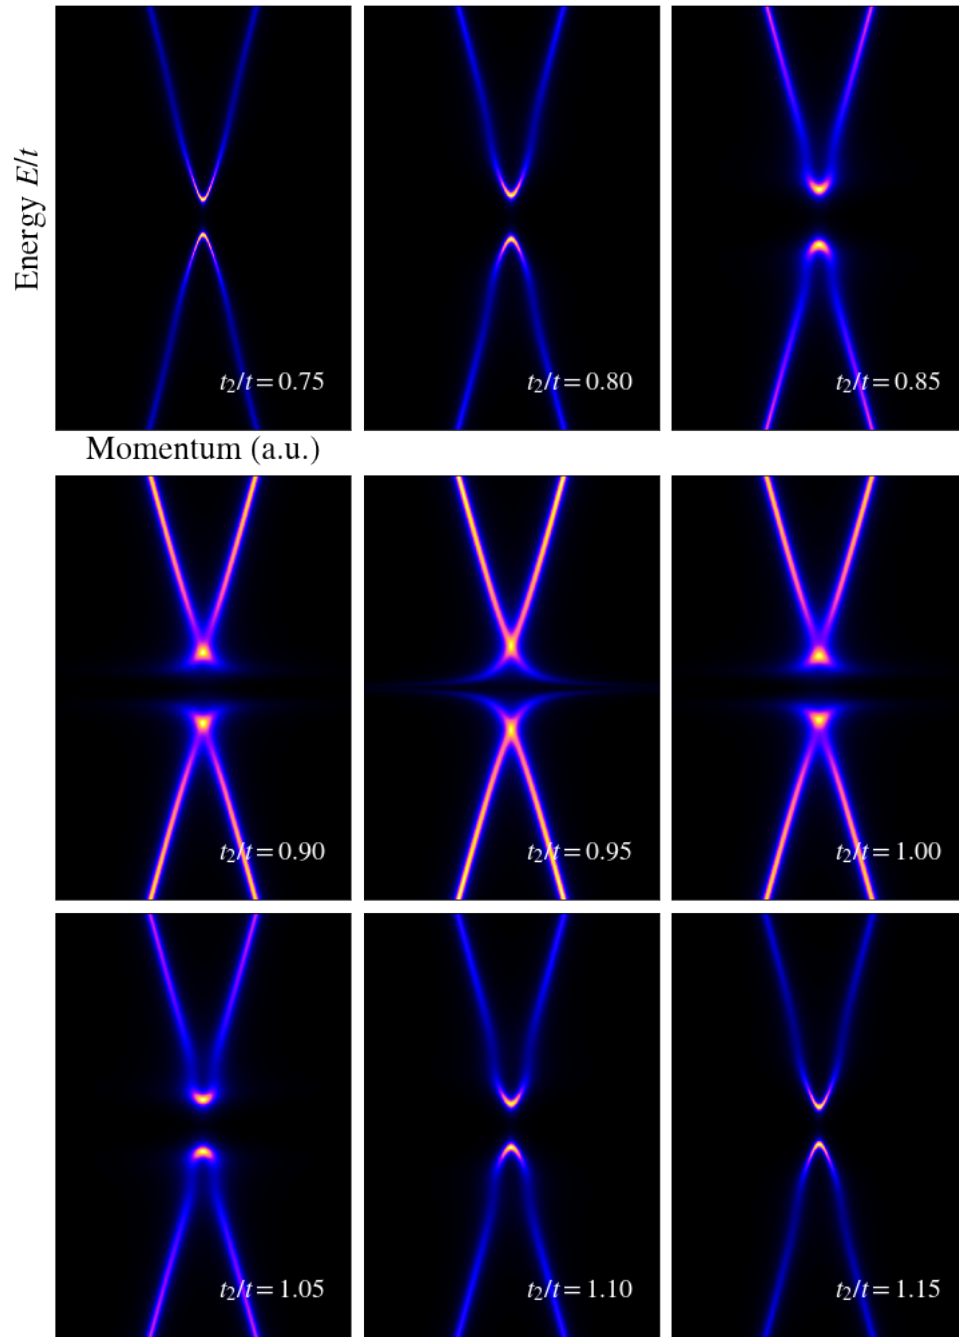 Energy E/t
t₂/t = 0.75
t₂/t = 0.80
t₂/t = 0.85
Momentum (a.u.)
t₂/t = 0.90
t₂/t = 0.95
t₂/t = 1.00
t₂/t = 1.05
t₂/t = 1.10
t₂/t = 1.15